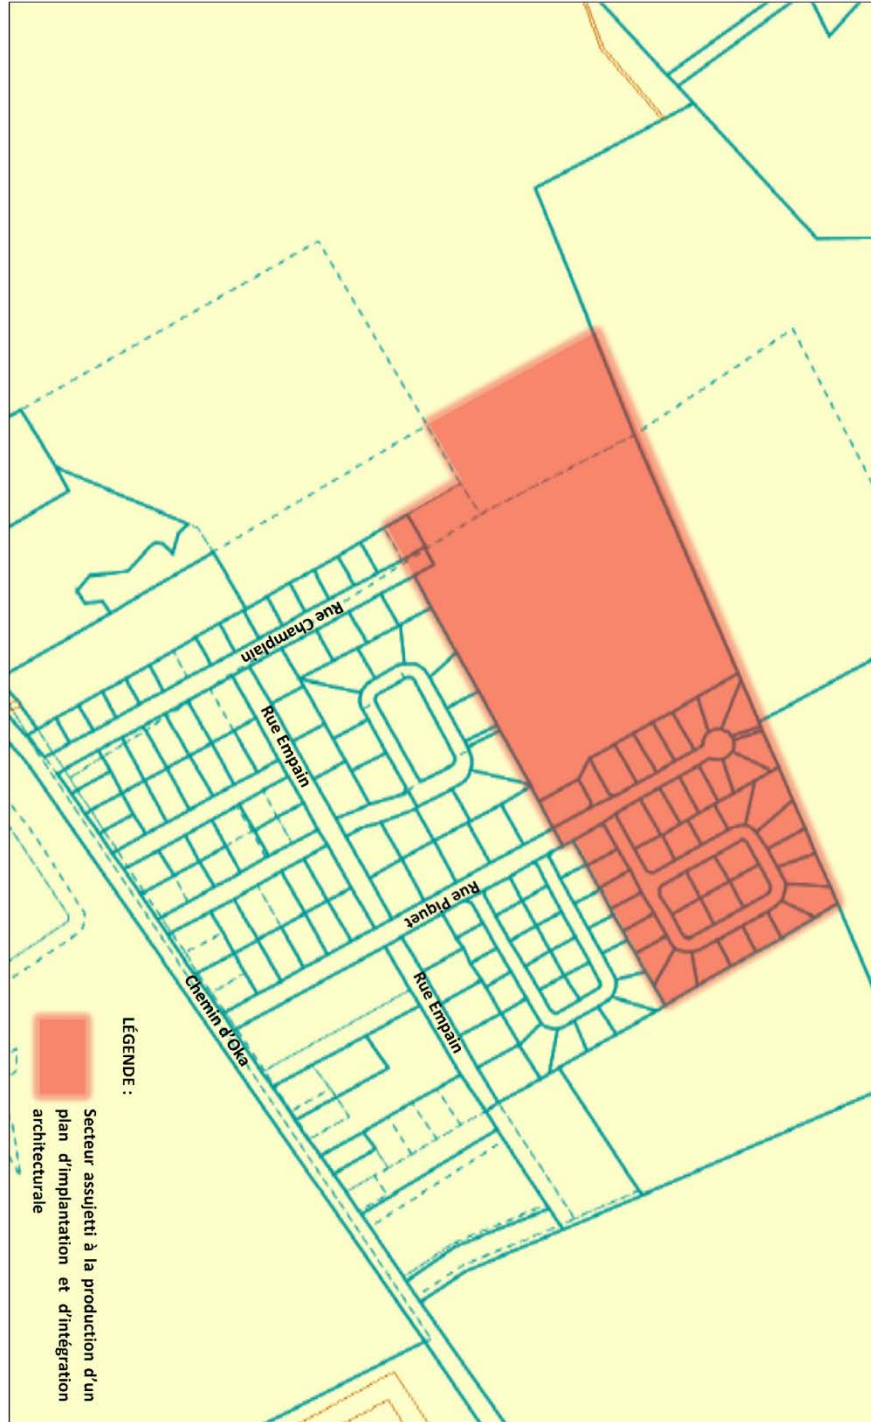 Rue Champlain
Rue Empain
Rue Piquet
Rue Empain
Chemin d'Oka
LÉGENDE :
Secteur assujetti à la production d'un
plan d'implantation et d'intégration
architecturale